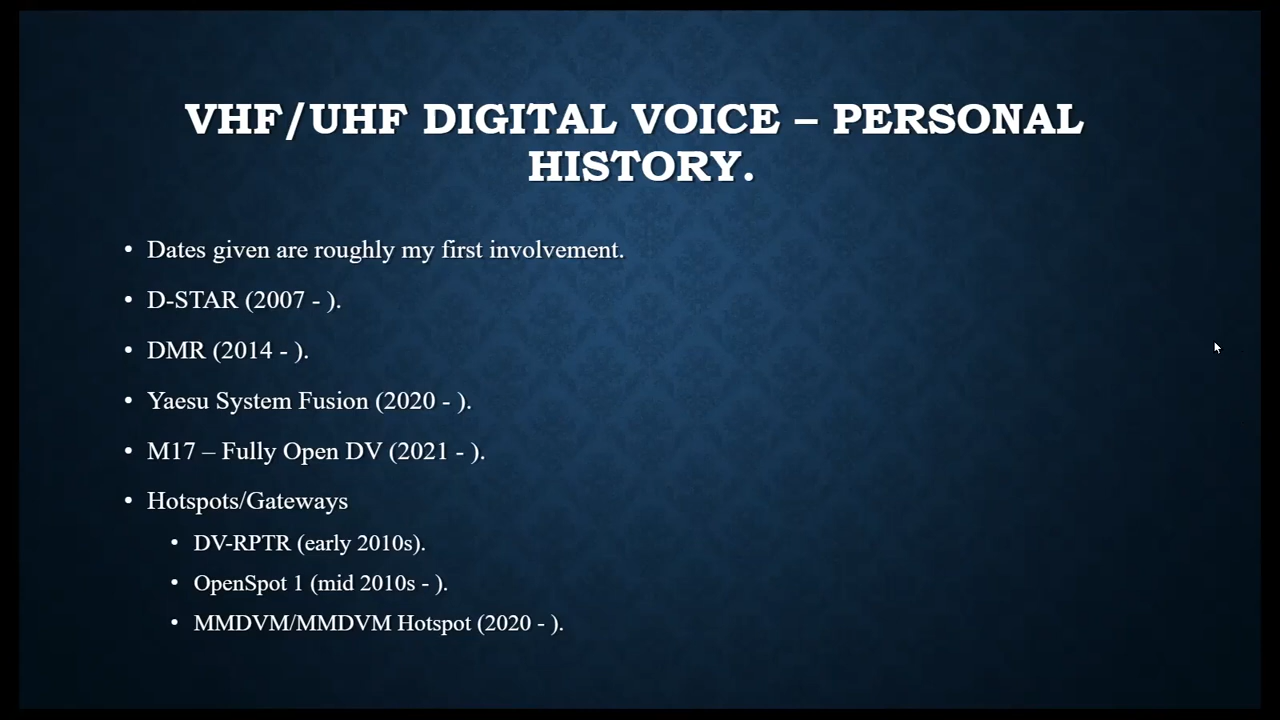 VHF/UHF DIGITAL VOICE – PERSONAL
HISTORY.
• Dates given are roughly my first involvement.
• D-STAR (2007 - ).
• DMR (2014 - ).
• Yaesu System Fusion (2020 - ).
• M17 – Fully Open DV (2021 - ).
• Hotspots/Gateways
• DV-RPTR (early 2010s).
• OpenSpot 1 (mid 2010s - ).
• MMDVM/MMDVM Hotspot (2020 - ).